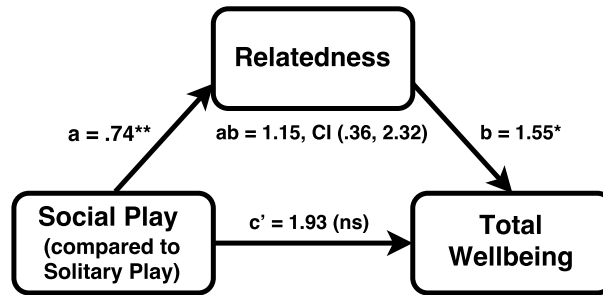 Relatedness
a = .74**
ab = 1.15, CI (.36, 2.32)
b = 1.55*
Social Play
(compared to
Solitary Play)
c' = 1.93 (ns)
Total
Wellbeing